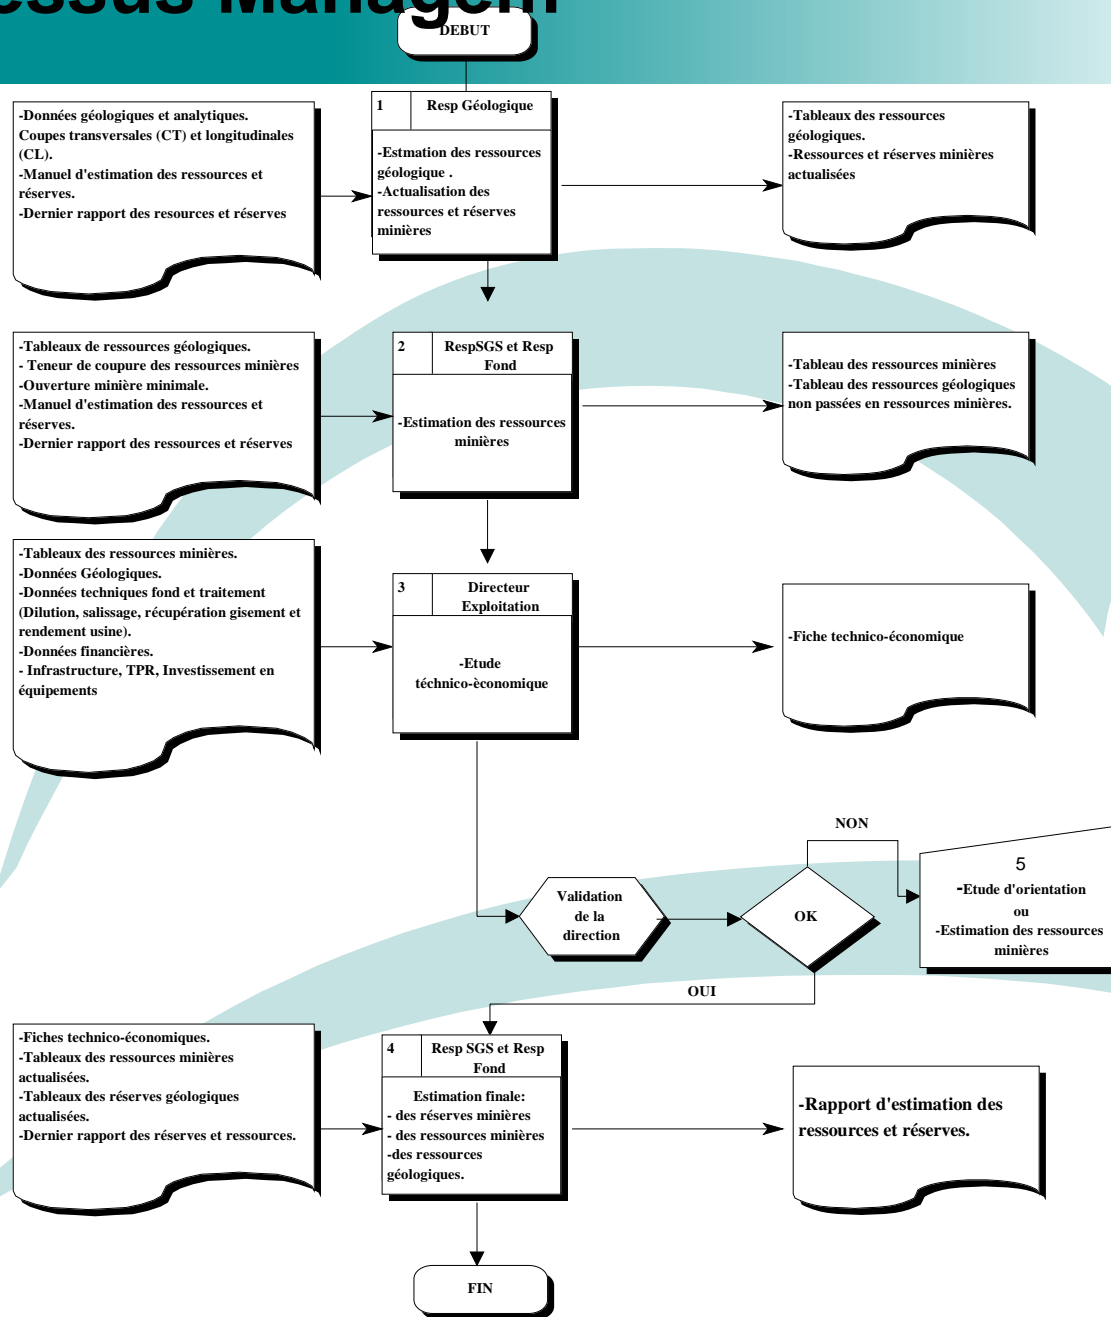 essus Managem
DEBUT
-Données géologiques et analytiques.
Coupes transversales (CT) et longitudinales
(CL).
-Manuel d'estimation des ressources et
réserves.
-Dernier rapport des resources et réserves
1
Resp Géologique
-Estmation des ressources
géologique .
-Actualisation des
ressources et réserves
minières
-Tableaux des ressources
géologiques.
-Ressources et réserves minières
actualisées
-Tableaux de ressources géologiques.
- Teneur de coupure des ressources minières
-Ouverture minière minimale.
-Manuel d'estimation des ressources et
réserves.
-Dernier rapport des ressources et réserves
2
RespSGS et Resp
Fond
-Estimation des ressources
minières
-Tableau des ressources minières
-Tableau des ressources géologiques
non passées en ressources minières.
-Tableaux des ressources minières.
-Données Géologiques.
-Données techniques fond et traitement
(Dilution, salissage, récupération gisement et
rendement usine).
-Données financières.
- Infrastructure, TPR, Investissement en
équipements
3
Directeur
Exploitation
-Etude
téchnico-èconomique
-Fiche technico-économique
NON
Validation
de la
direction
OK
5
-Etude d'orientation
ou
-Estimation des ressources
minières
OUI
-Fiches technico-économiques.
-Tableaux des ressources minières
actualisées.
-Tableaux des réserves géologiques
actualisées.
-Dernier rapport des réserves et ressources.
4
Resp SGS et Resp
Fond
Estimation finale:
- des réserves minières
- des ressources minières
-des ressources
géologiques.
-Rapport d'estimation des
ressources et réserves.
FIN